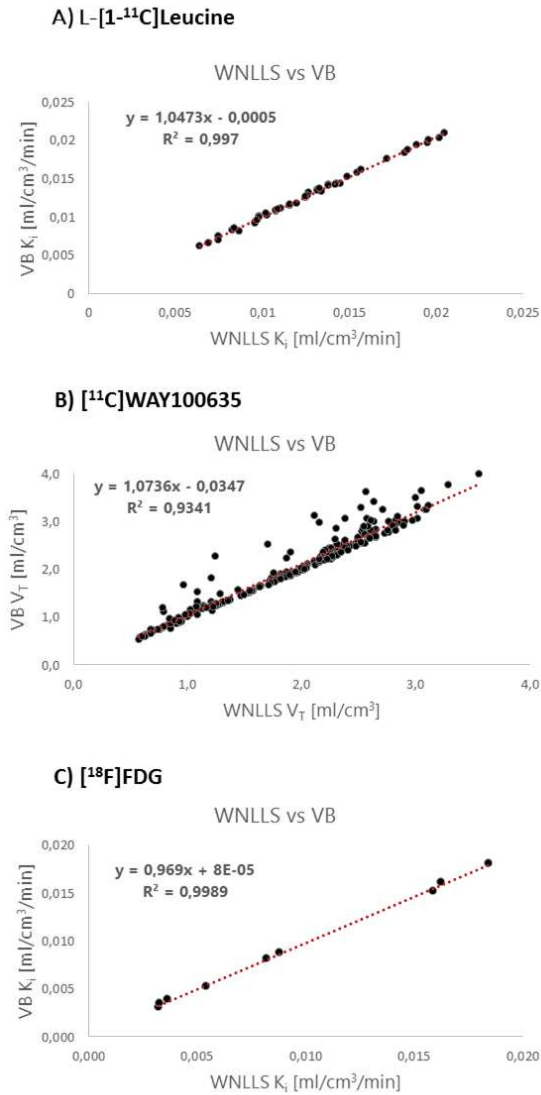 A) L-[1-¹¹C]Leucine
WNLLS vs VB
y = 1,0473x - 0,0005
R² = 0,997
VB Kᵢ [ml/cm³/min]
0,025
0,02
0,015
0,01
0,005
0
0 0,005 0,01 0,015 0,02 0,025
WNLLS Kᵢ [ml/cm³/min]
B) [¹¹C]WAY100635
WNLLS vs VB
y = 1,0736x - 0,0347
R² = 0,9341
VB V_T [ml/cm³]
4,0
3,0
2,0
1,0
0,0
0,0 1,0 2,0 3,0 4,0
WNLLS V_T [ml/cm³]
C) [¹⁸F]FDG
WNLLS vs VB
y = 0,969x + 8E-05
R² = 0,9989
VB Kᵢ [ml/cm³/min]
0,020
0,015
0,010
0,005
0,000
0,000 0,005 0,010 0,015 0,020
WNLLS Kᵢ [ml/cm³/min]